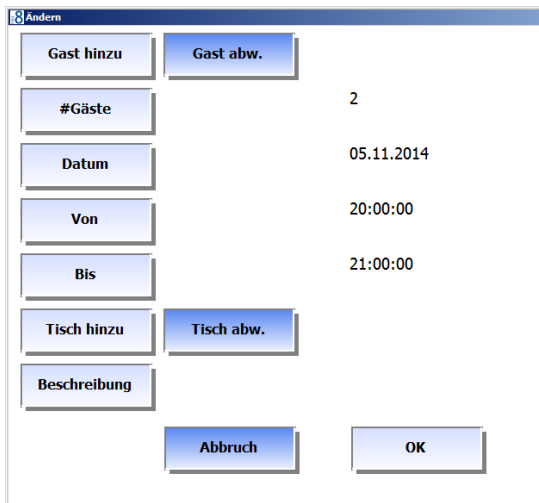 Ändern
Gast hinzu Gast abw.
#Gäste 2
Datum 05.11.2014
Von 20:00:00
Bis 21:00:00
Tisch hinzu Tisch abw.
Beschreibung
Abbruch OK